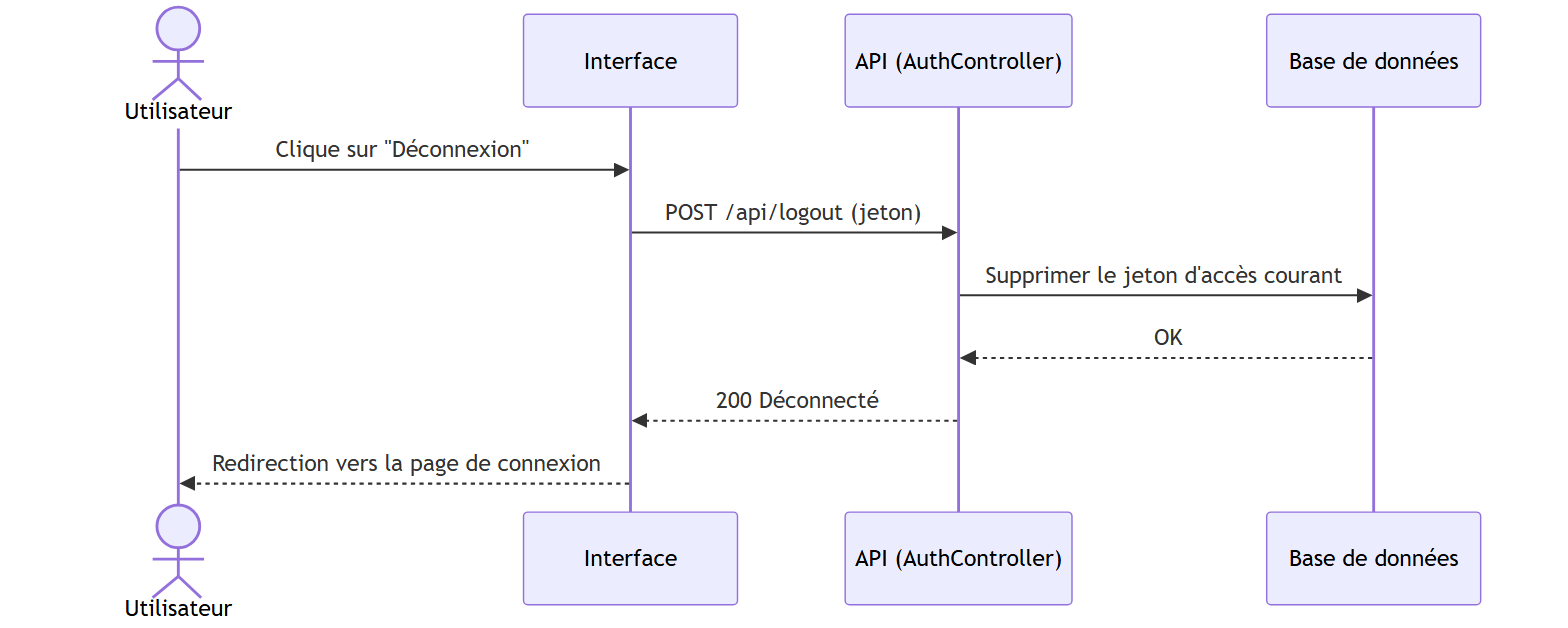 Utilisateur
Interface
API (AuthController)
Base de données
Clique sur "Déconnexion"
POST /api/logout (jeton)
Supprimer le jeton d'accès courant
OK
200 Déconnecté
Redirection vers la page de connexion
Utilisateur
Interface
API (AuthController)
Base de données